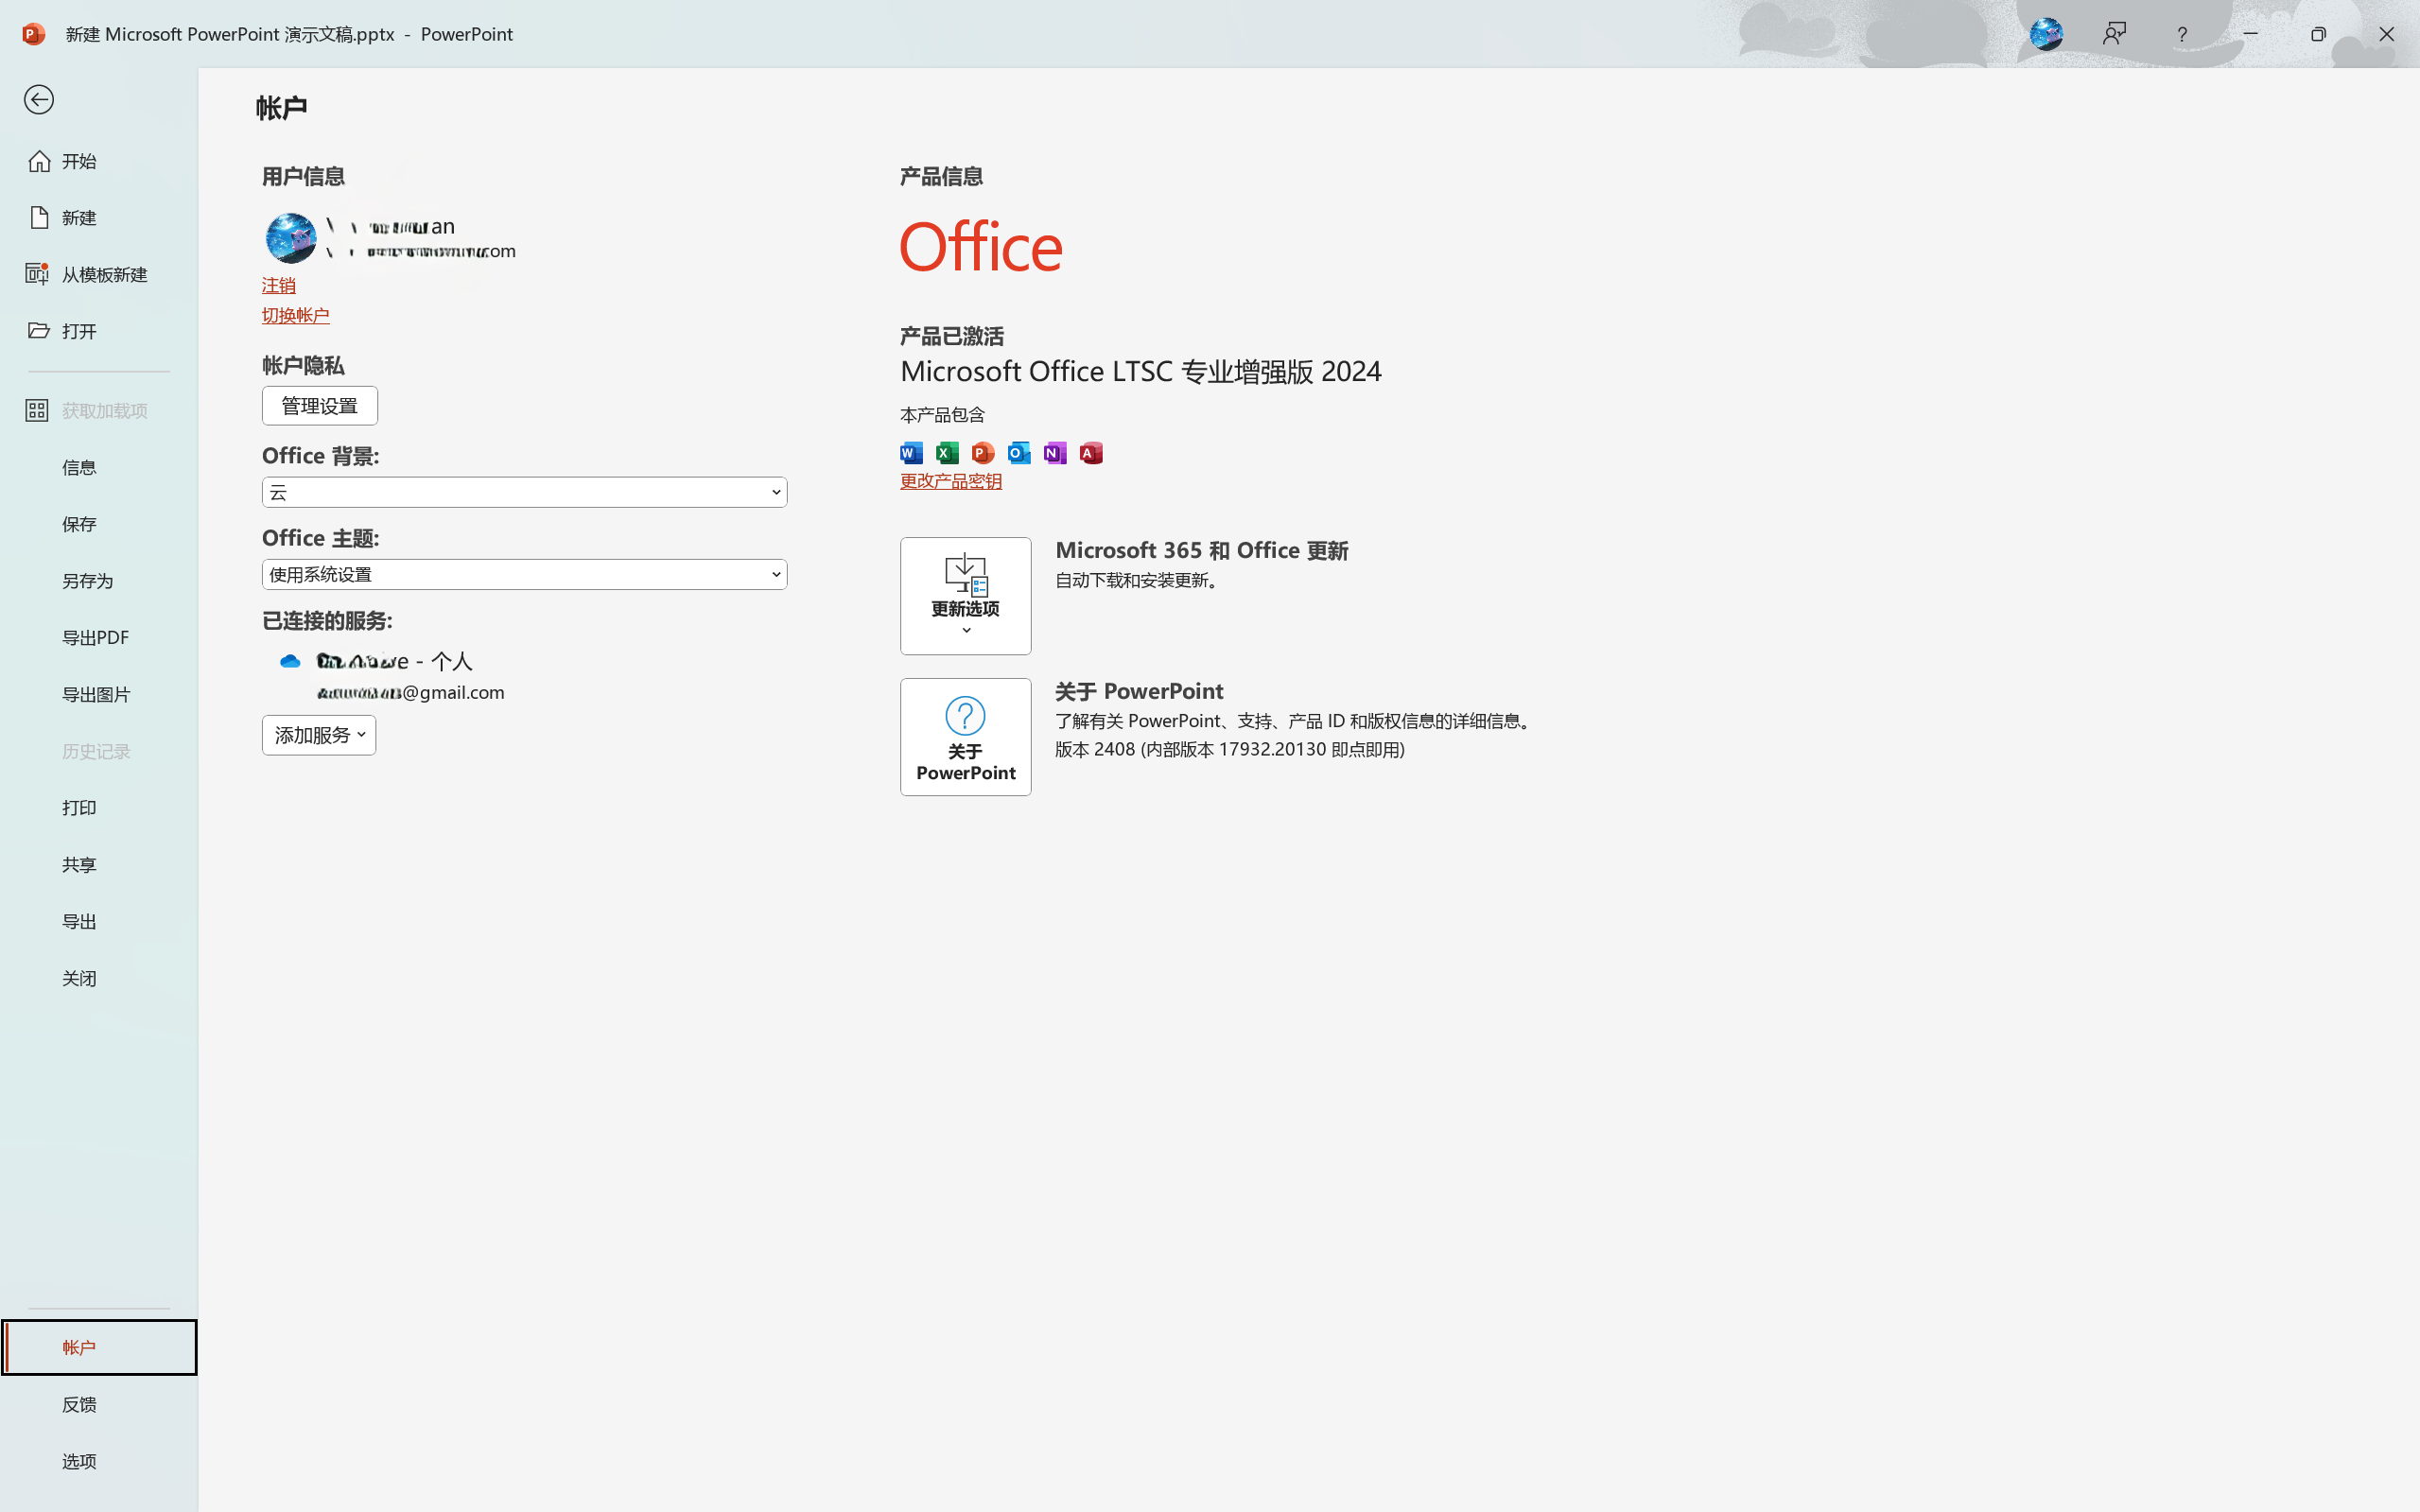 新建 Microsoft PowerPoint 演示文稿.pptx - PowerPoint
开始
新建
从模板新建
打开
获取加载项
信息
保存
另存为
导出PDF
导出图片
历史记录
打印
共享
导出
关闭
帐户
反馈
选项
帐户
用户信息
注销
切换帐户
帐户隐私
管理设置
Office 背景:
云
Office 主题:
使用系统设置
已连接的服务:
- 个人
@gmail.com
添加服务
产品信息
Office
产品已激活
Microsoft Office LTSC 专业增强版 2024
本产品包含
更改产品密钥
更新选项
Microsoft 365 和 Office 更新
自动下载和安装更新。
关于
PowerPoint
关于 PowerPoint
了解有关 PowerPoint、支持、产品 ID 和版权信息的详细信息。
版本 2408 (内部版本 17932.20130 即点即用)